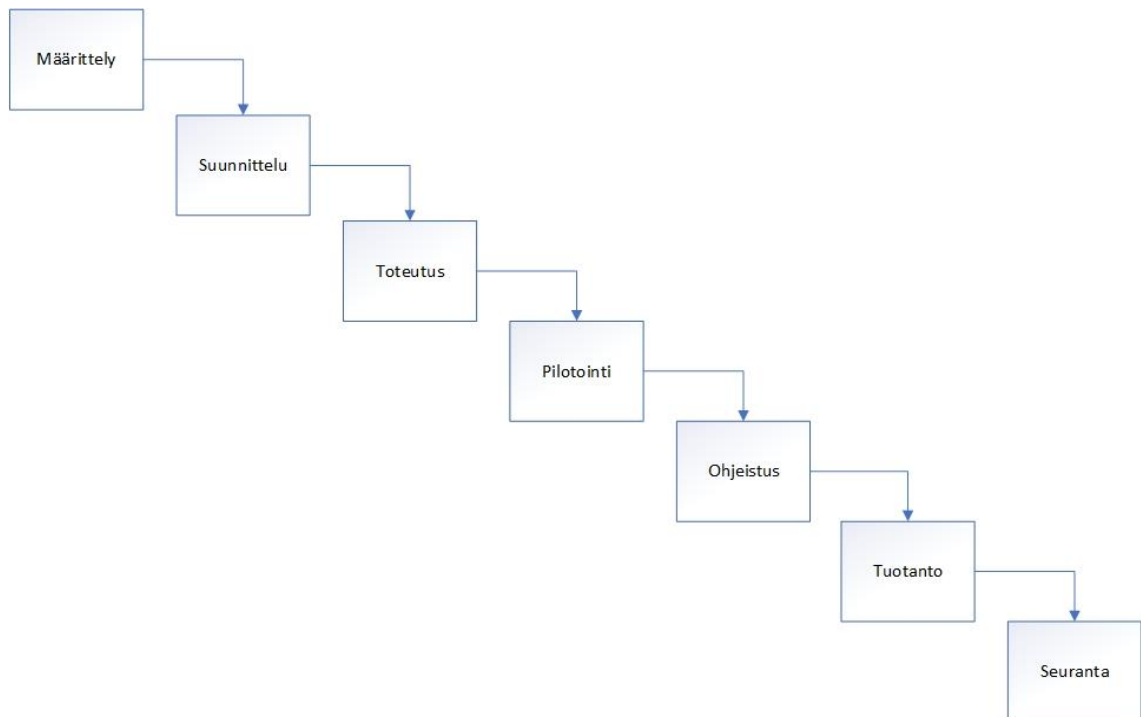 Määrittely
Suunnittelu
Toteutus
Pilotointi
Ohjeistus
Tuotanto
Seuranta